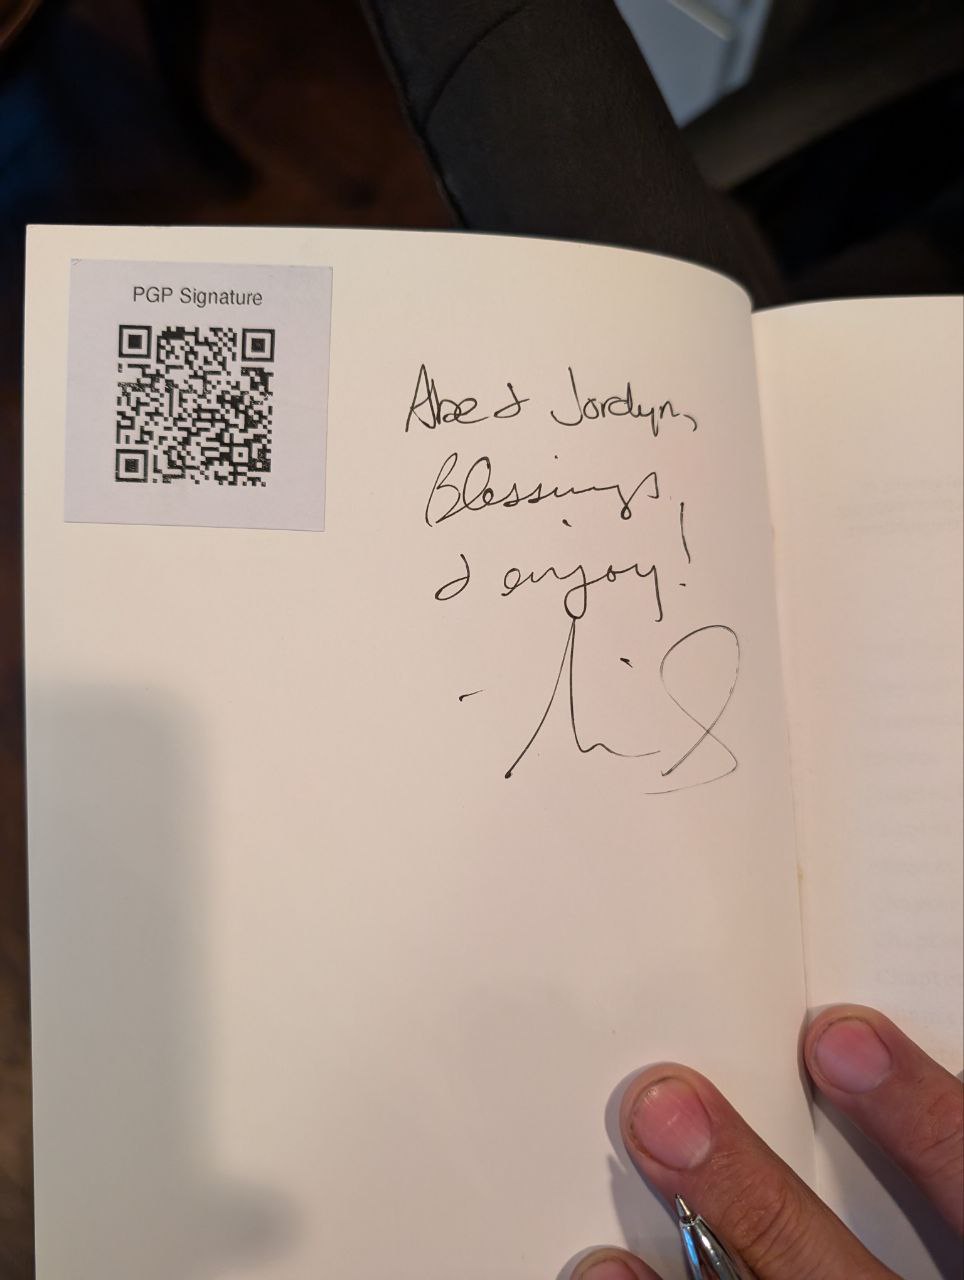 PGP Signature
Abe & Jordyn,
Blessings
& enjoy!